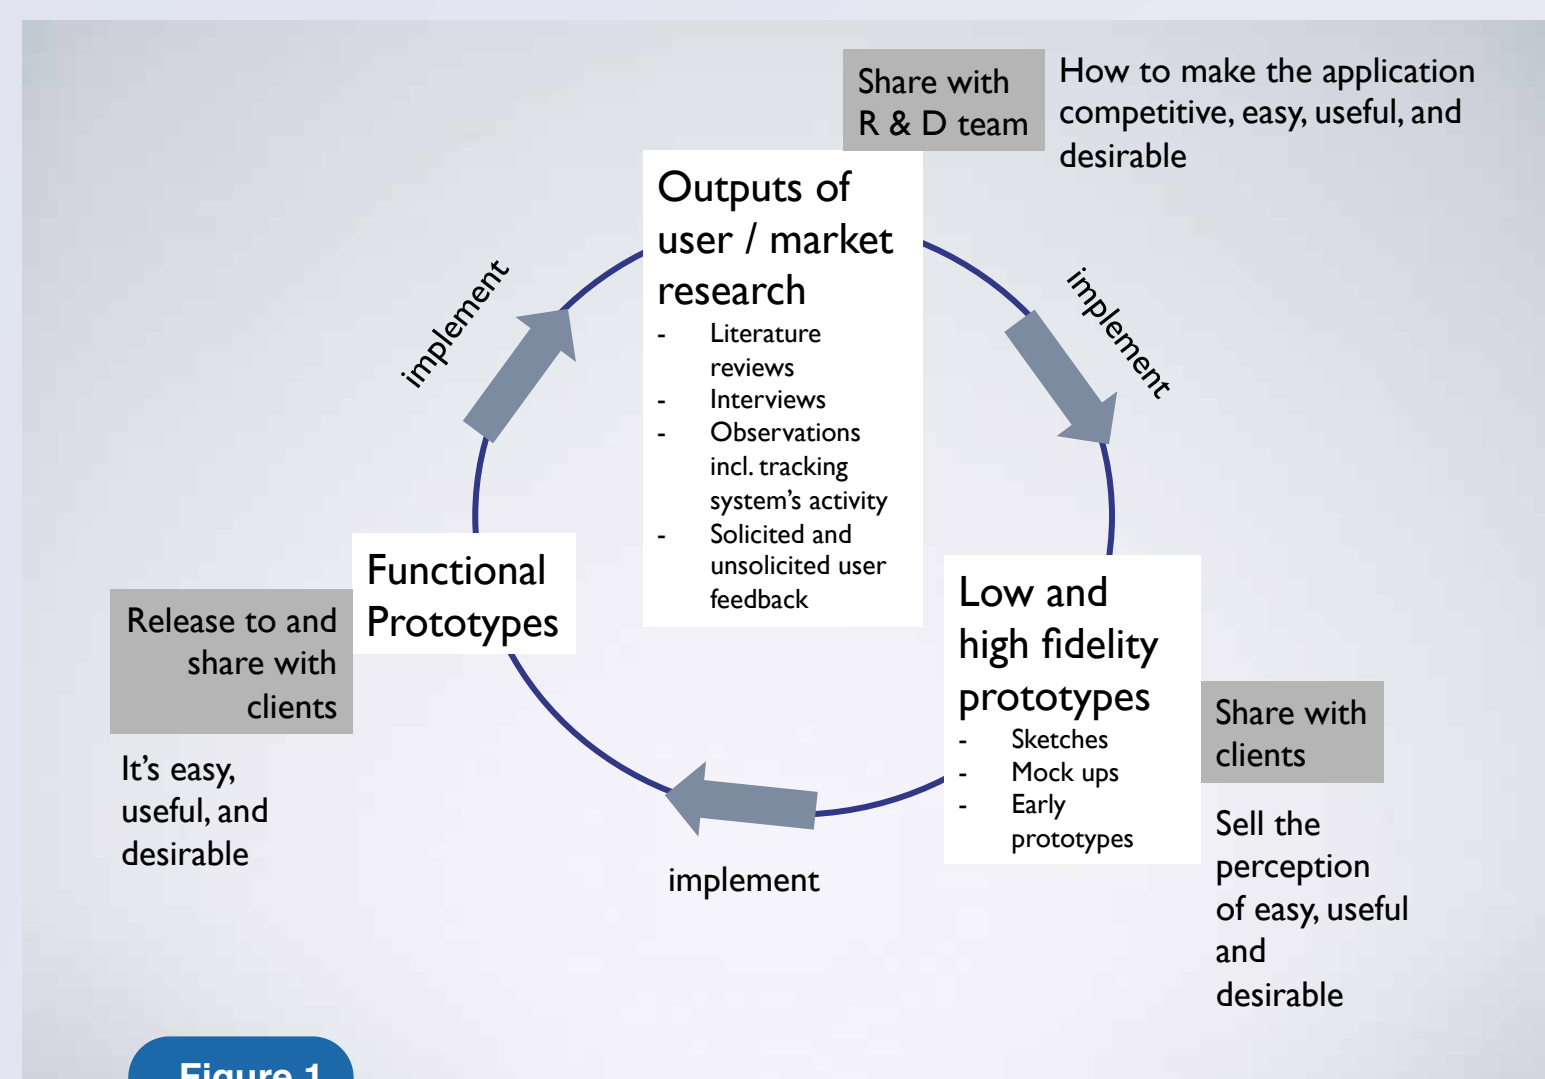 Share with
R & D team
How to make the application
competitive, easy, useful, and
desirable
Outputs of
user / market
research
- Literature
reviews
- Interviews
- Observations
incl. tracking
system’s activity
- Solicited and
unsolicited user
feedback
implement
implement
Functional
Prototypes
Release to and
share with
clients
It’s easy,
useful, and
desirable
Low and
high fidelity
prototypes
- Sketches
- Mock ups
- Early
prototypes
Share with
clients
Sell the
perception
of easy, useful
and
desirable
implement
Figure 1